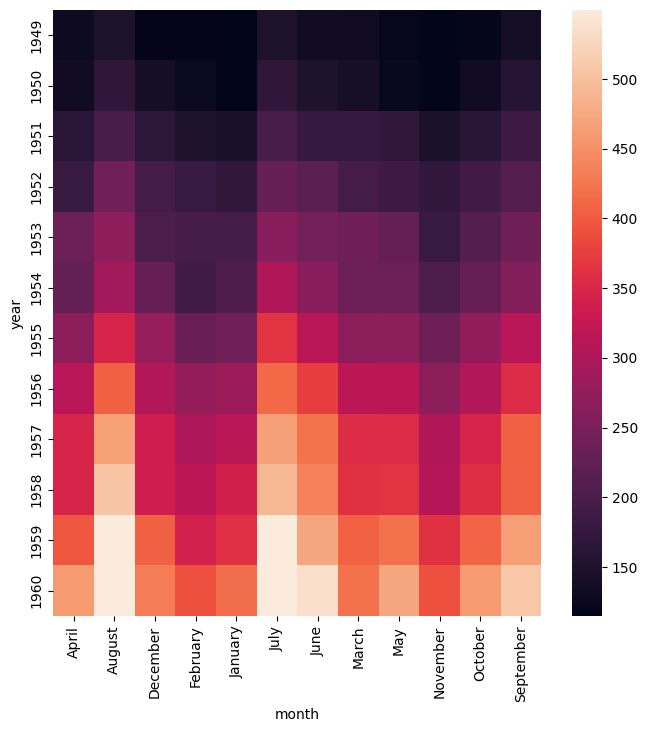 year
1949
1950
1951
1952
1953
1954
1955
1956
1957
1958
1959
1960
April
August
December
February
January
July
June
March
May
November
October
September
month
500
450
400
350
300
250
200
150